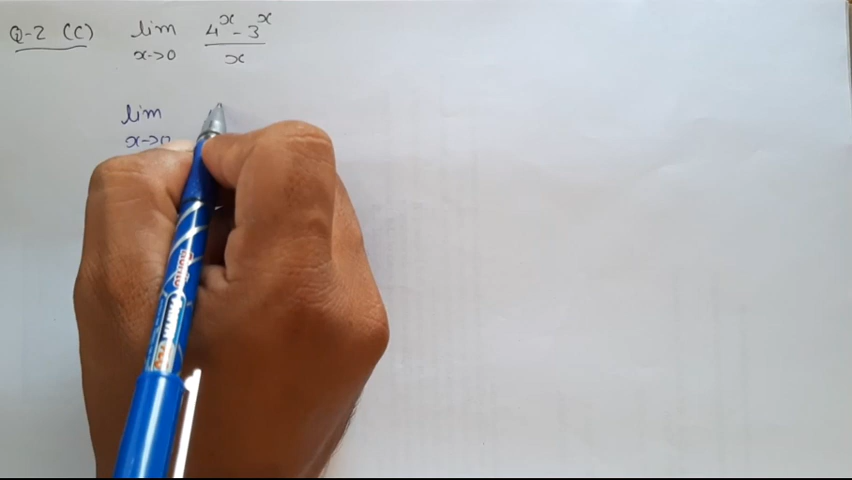 Q-2 (C) lim x→0 (4^x - 3^x)/x
lim x→0